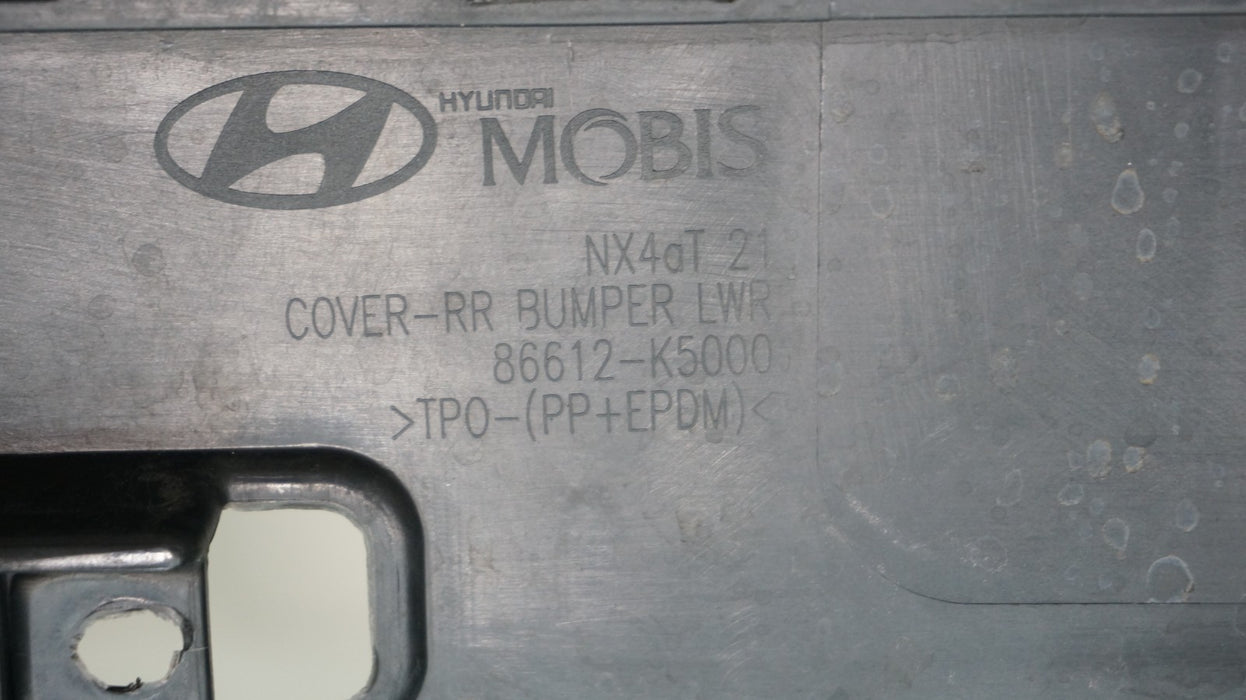 HYUNDAI
MOBIS
NX4aT 21
COVER-RR BUMPER LWR
86612-K5000
>TPO-(PP+EPDM)<